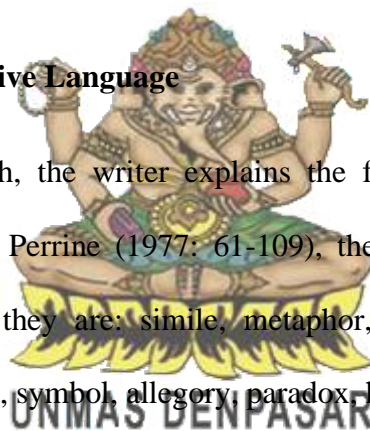 ive Language
h, the writer explains the f
Perrine (1977: 61-109), the
they are: simile, metaphor,
, symbol, allegory, paradox,
UNMAS DENPASAR